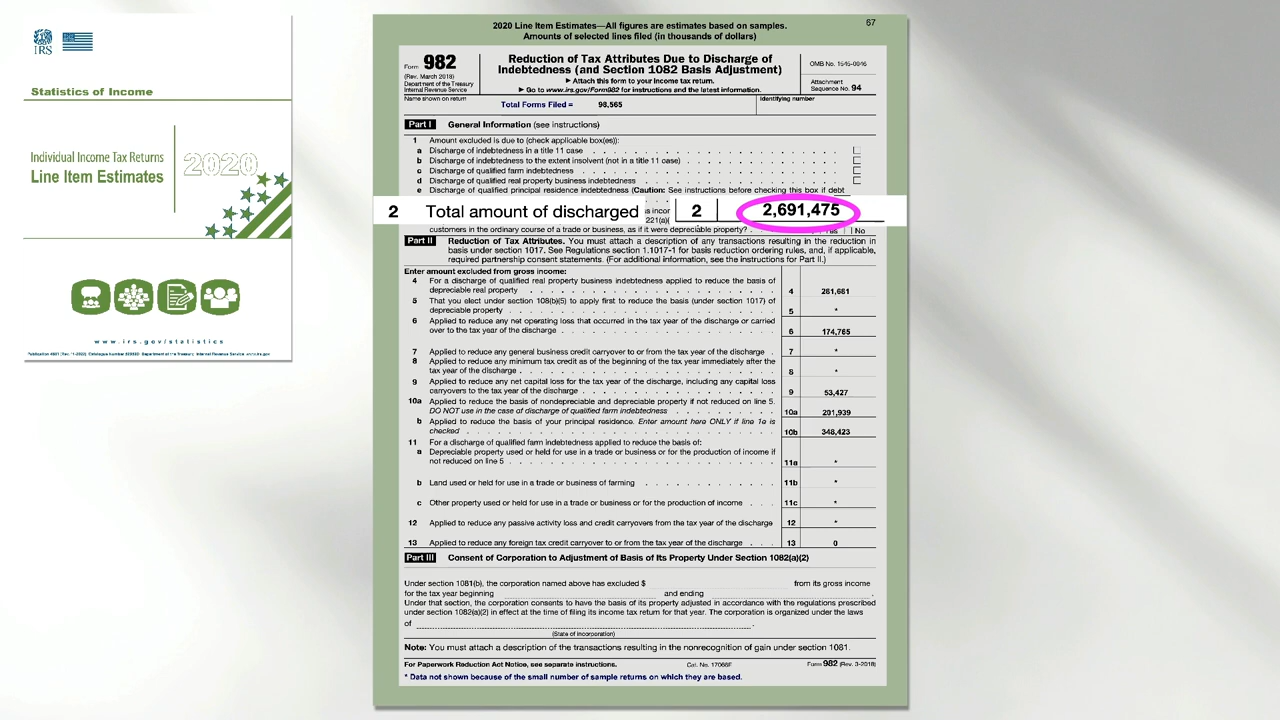 IRS
Statistics of Income
Individual Income Tax Returns
Line Item Estimates
2020
www.irs.gov/statistics
67
2020 Line Item Estimates—All figures are estimates based on samples.
Amounts of selected lines filed (in thousands of dollars)
Form 982
(Rev. March 2018)
Department of the Treasury
Internal Revenue Service
Reduction of Tax Attributes Due to Discharge of
Indebtedness (and Section 1082 Basis Adjustment)
▶ Attach this form to your income tax return.
▶ Go to www.irs.gov/Form982 for instructions and the latest information.
OMB No. 1545-0046
Attachment
Sequence No. 94
Name shown on return
Total Forms Filed = 98,565
Identifying number
Part I General Information (see instructions)
1 Amount excluded is due to (check applicable box(es)):
a Discharge of indebtedness in a title 11 case
b Discharge of indebtedness to the extent insolvent (not in a title 11 case)
c Discharge of qualified farm indebtedness
d Discharge of qualified real property business indebtedness
e Discharge of qualified principal residence indebtedness (Caution: See instructions before checking this box if debt
2 Total amount of discharged 2 2,691,475
customers in the ordinary course of a trade or business, as if it were depreciable property? Yes No
Part II Reduction of Tax Attributes. You must attach a description of any transactions resulting in the reduction in
basis under section 1017. See Regulations section 1.1017-1 for basis reduction ordering rules, and, if applicable,
required partnership consent statements. (For additional information, see the instructions for Part II.)
Enter amount excluded from gross income:
4 For a discharge of qualified real property business indebtedness applied to reduce the basis of
depreciable real property 4 261,661
5 That you elect under section 108(b)(5) to apply first to reduce the basis (under section 1017) of
depreciable property 5 *
6 Applied to reduce any net operating loss that occurred in the tax year of the discharge or carried
over to the tax year of the discharge 6 174,765
7 Applied to reduce any general business credit carryover to or from the tax year of the discharge 7 *
8 Applied to reduce any minimum tax credit as of the beginning of the tax year immediately after the
tax year of the discharge 8 *
9 Applied to reduce any net capital loss for the tax year of the discharge, including any capital loss
carryovers to the tax year of the discharge 9 53,427
10a Applied to reduce the basis of nondepreciable and depreciable property if not reduced on line 5.
DO NOT use in the case of discharge of qualified farm indebtedness 10a 201,939
b Applied to reduce the basis of your principal residence. Enter amount here ONLY if line 1e is
checked 10b 348,423
11 For a discharge of qualified farm indebtedness applied to reduce the basis of:
a Depreciable property used or held for use in a trade or business or for the production of income if
not reduced on line 5 11a *
b Land used or held for use in a trade or business of farming 11b *
c Other property used or held for use in a trade or business or for the production of income 11c *
12 Applied to reduce any passive activity loss and credit carryovers from the tax year of the discharge 12 *
13 Applied to reduce any foreign tax credit carryover to or from the tax year of the discharge 13 0
Part III Consent of Corporation to Adjustment of Basis of Its Property Under Section 1082(a)(2)
Under section 1081(b), the corporation named above has excluded $ from its gross income
for the tax year beginning and ending .
Under that section, the corporation consents to have the basis of its property adjusted in accordance with the regulations prescribed
under section 1082(a)(2) in effect at the time of filing its income tax return for that year. The corporation is organized under the laws
of .
(State of incorporation)
Note: You must attach a description of the transactions resulting in the nonrecognition of gain under section 1081.
For Paperwork Reduction Act Notice, see separate instructions. Cat. No. 17066F Form 982 (Rev. 3-2018)
* Data not shown because of the small number of sample returns on which they are based.